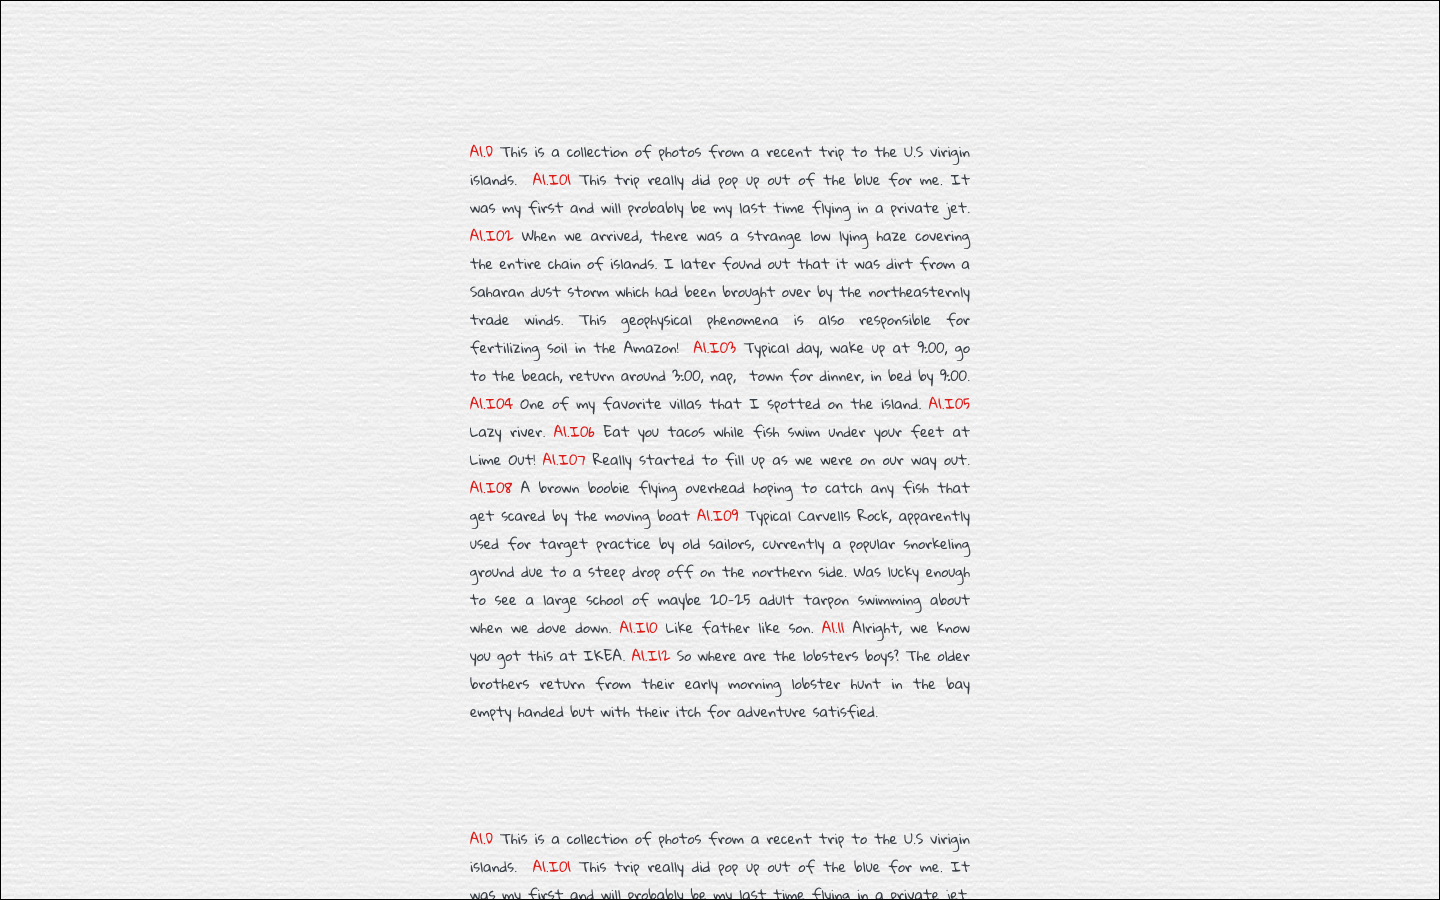 A1.0 This is a collection of photos from a recent trip to the U.S virigin
islands. A1.I01 This trip really did pop up out of the blue for me. It
was my first and will probably be my last time flying in a private jet.
A1.I02 When we arrived, there was a strange low lying haze covering
the entire chain of islands. I later found out that it was dirt from a
Saharan dust storm which had been brought over by the northeasternly
trade winds. This geophysical phenomena is also responsible for
fertilizing soil in the Amazon! A1.I03 Typical day, wake up at 9:00, go
to the beach, return around 3:00, nap, town for dinner, in bed by 9:00.
A1.I04 One of my favorite villas that I spotted on the island. A1.I05
Lazy river. A1.I06 Eat you tacos while fish swim under your feet at
Lime Out! A1.I07 Really started to fill up as we were on our way out.
A1.I08 A brown boobie flying overhead hoping to catch any fish that
get scared by the moving boat A1.I09 Typical Carvells Rock, apparently
used for target practice by old sailors, currently a popular snorkeling
ground due to a steep drop off on the northern side. Was lucky enough
to see a large school of maybe 20-25 adult tarpon swimming about
when we dove down. A1.I10 Like father like son. A1.11 Alright, we know
you got this at IKEA. A1.I12 So where are the lobsters boys? The older
brothers return from their early morning lobster hunt in the bay
empty handed but with their itch for adventure satisfied.
A1.0 This is a collection of photos from a recent trip to the U.S virigin
islands. A1.I01 This trip really did pop up out of the blue for me. It
was my first and will probably be my last time flying in a private jet.